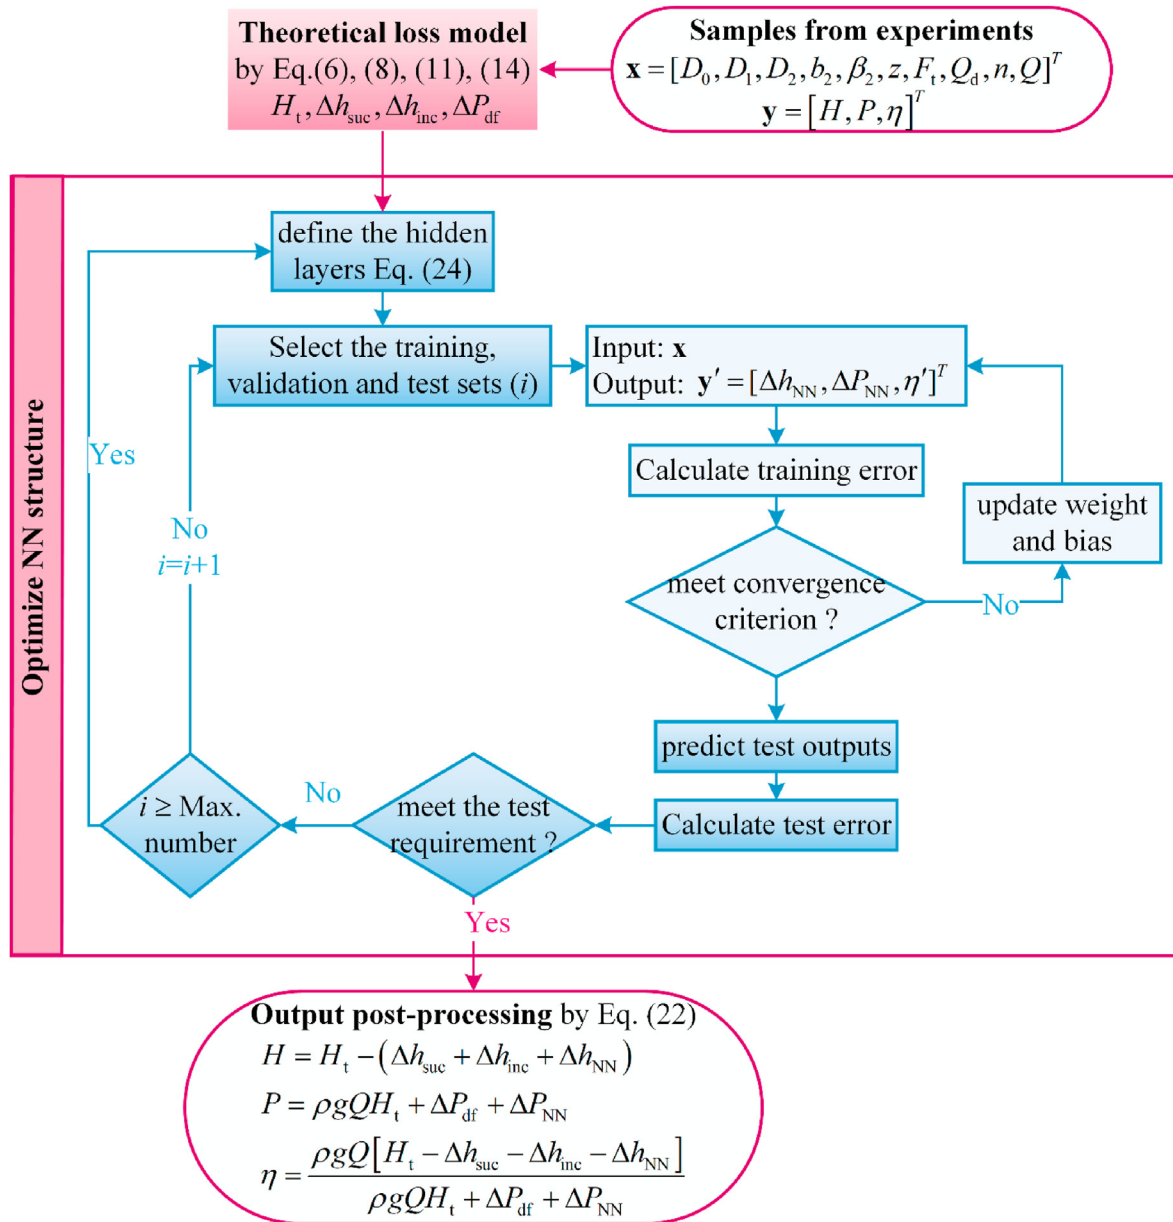 Theoretical loss model
by Eq.(6), (8), (11), (14)
H_t, Δh_suc, Δh_inc, ΔP_df
Samples from experiments
x = [D_0, D_1, D_2, b_2, β_2, z, F_t, Q_d, n, Q]^T
y = [H, P, η]^T
Optimize NN structure
define the hidden
layers Eq. (24)
Select the training,
validation and test sets (i)
Input: x
Output: y′ = [Δh_NN, ΔP_NN, η′]^T
Calculate training error
update weight
and bias
meet convergence
criterion ?
No
Yes
No
i=i+1
predict test outputs
Calculate test error
meet the test
requirement ?
No
i ≥ Max.
number
Yes
Output post-processing by Eq. (22)
H = H_t − (Δh_suc + Δh_inc + Δh_NN)
P = ρgQH_t + ΔP_df + ΔP_NN
η = ρgQ[H_t − Δh_suc − Δh_inc − Δh_NN] / ρgQH_t + ΔP_df + ΔP_NN